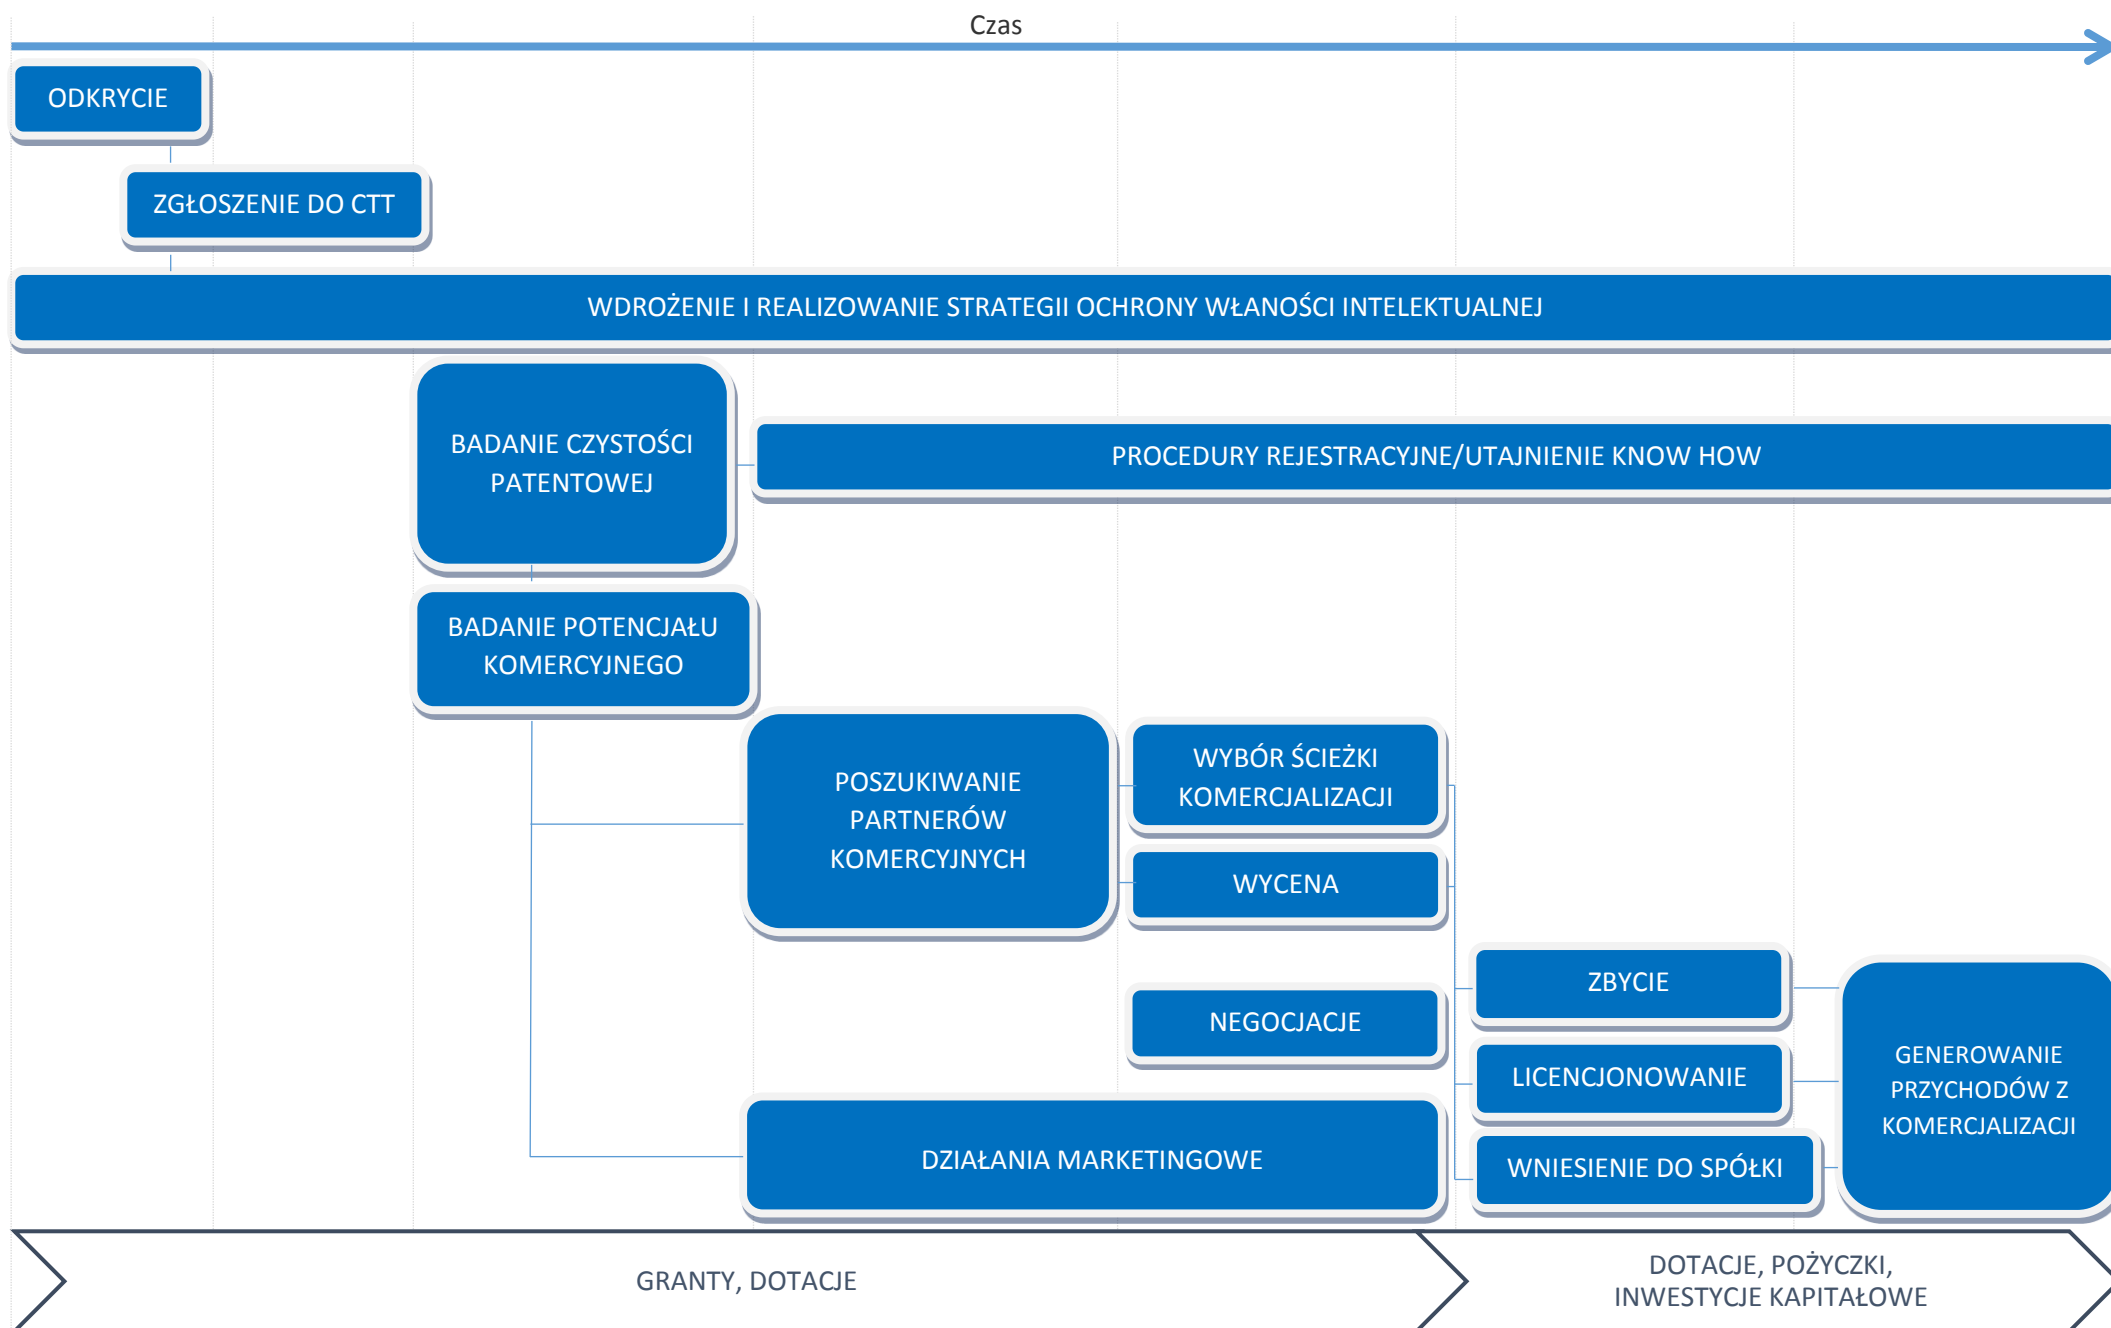 Czas
ODKRYCIE
ZGŁOSZENIE DO CTT
WDROŻENIE I REALIZOWANIE STRATEGII OCHRONY WŁANOŚCI INTELEKTUALNEJ
BADANIE CZYSTOŚCI
PATENTOWEJ
PROCEDURY REJESTRACYJNE/UTAJNIENIE KNOW HOW
BADANIE POTENCJAŁU
KOMERCYJNEGO
POSZUKIWANIE
PARTNERÓW
KOMERCYJNYCH
WYBÓR ŚCIEŻKI
KOMERCJALIZACJI
WYCENA
NEGOCJACJE
DZIAŁANIA MARKETINGOWE
ZBYCIE
LICENCJONOWANIE
WNIESIENIE DO SPÓŁKI
GENEROWANIE
PRZYCHODÓW Z
KOMERCJALIZACJI
GRANTY, DOTACJE
DOTACJE, POŻYCZKI,
INWESTYCJE KAPITAŁOWE